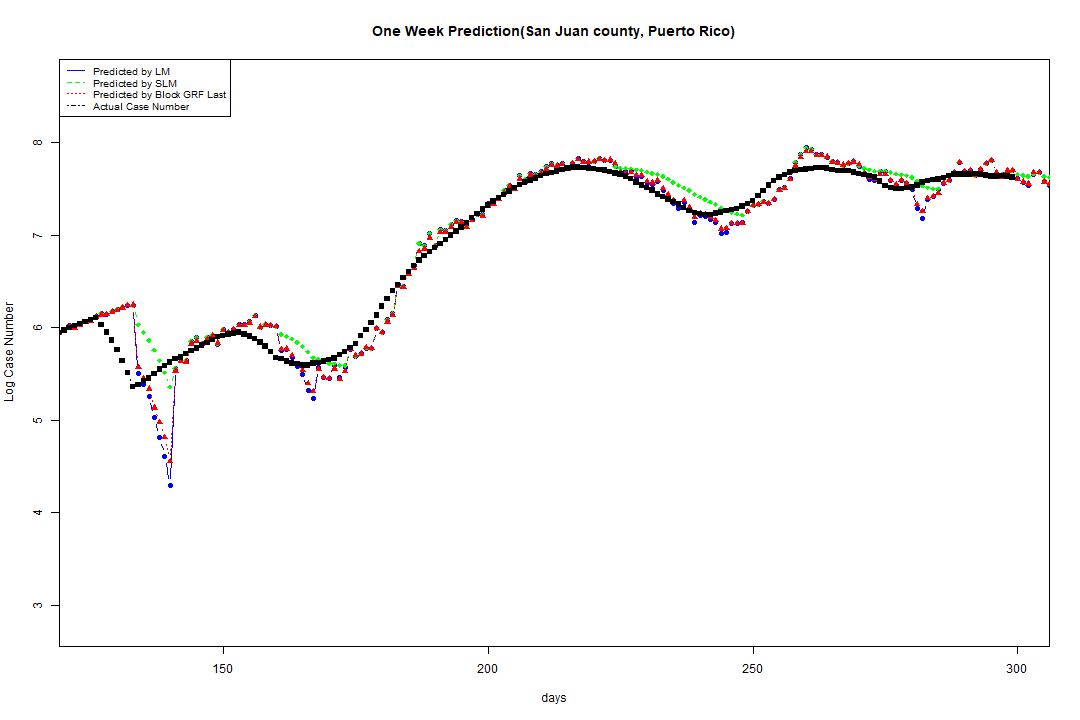 One Week Prediction(San Juan county, Puerto Rico)
Predicted by LM
Predicted by SLM
Predicted by Block GRF Last
Actual Case Number
8
7
6
5
4
3
Log Case Number
150
200
250
300
days